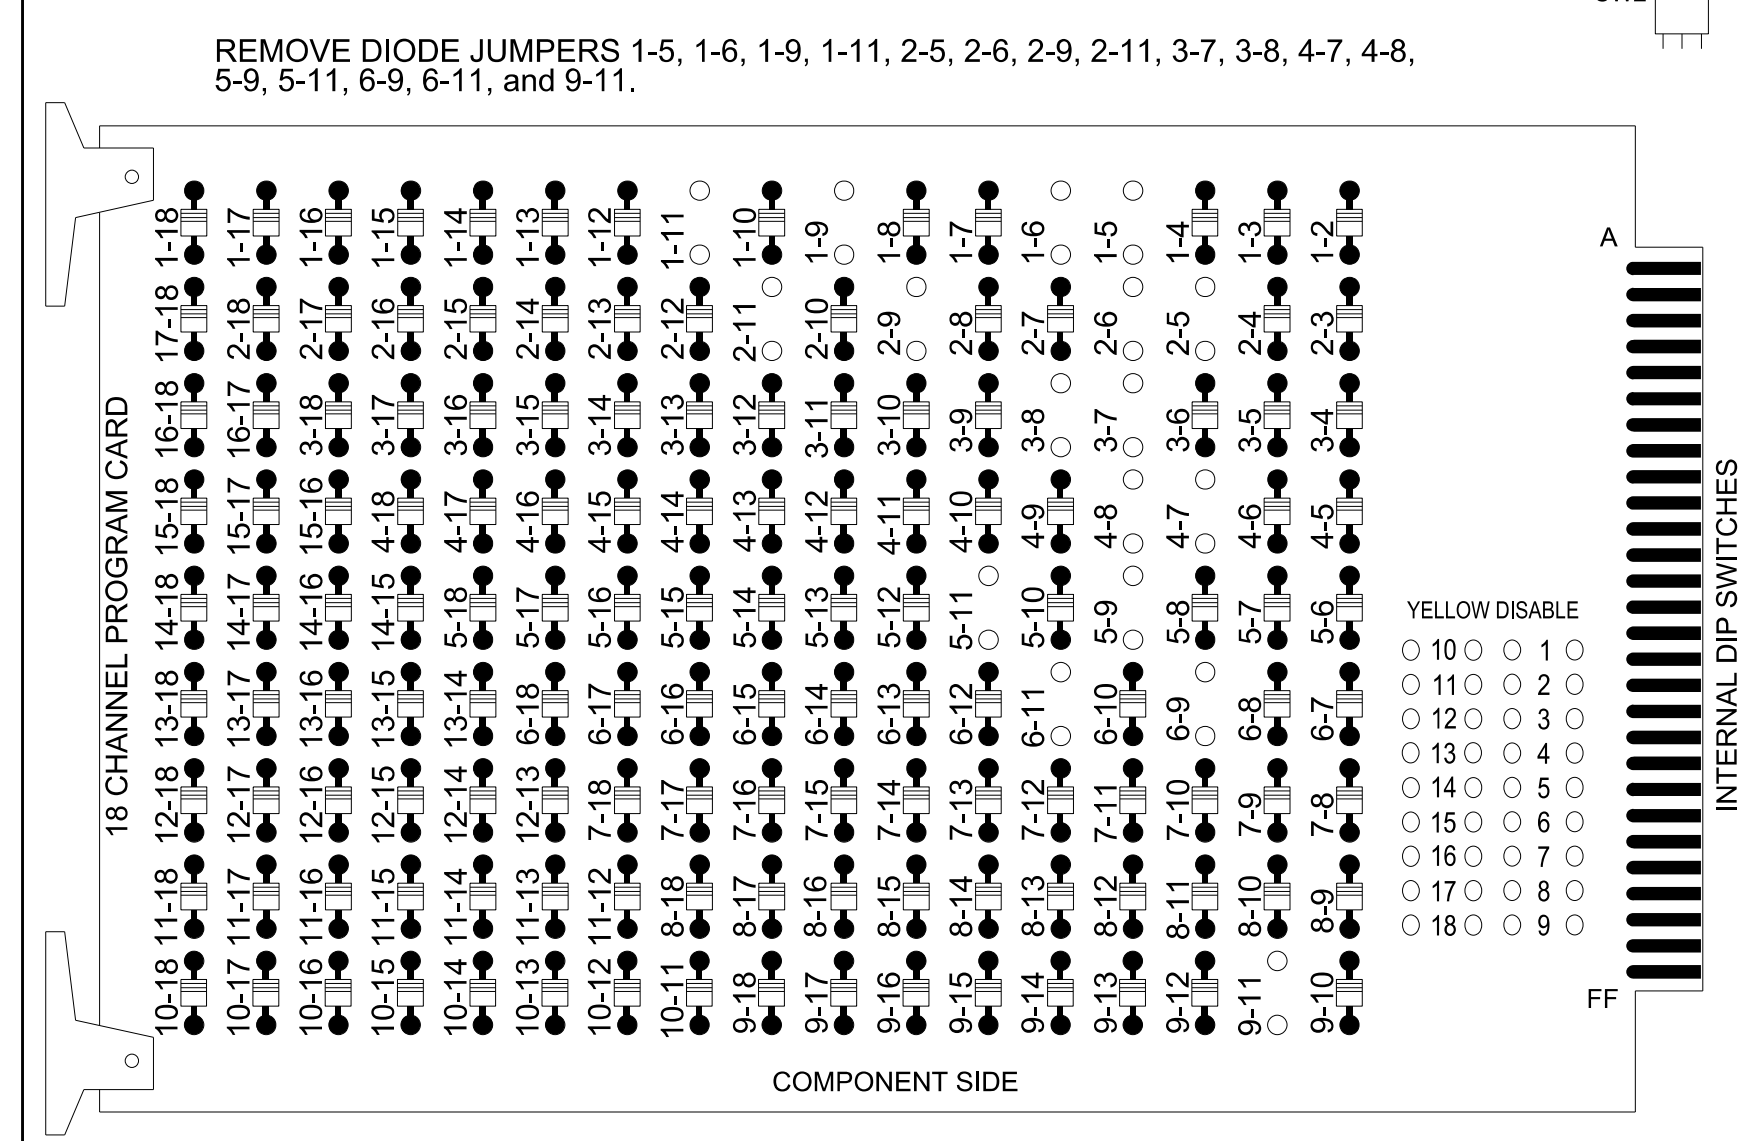 REMOVE DIODE JUMPERS 1-5, 1-6, 1-9, 1-11, 2-5, 2-6, 2-9, 2-11, 3-7, 3-8, 4-7, 4-8,
5-9, 5-11, 6-9, 6-11, and 9-11.
18 CHANNEL PROGRAM CARD
1-18 1-17 1-16 1-15 1-14 1-13 1-12 1-11 1-10 1-9 1-8 1-7 1-6 1-5 1-4 1-3 1-2
17-18 2-18 2-17 2-16 2-15 2-14 2-13 2-12 2-11 2-10 2-9 2-8 2-7 2-6 2-5 2-4 2-3
16-18 16-17 3-18 3-17 3-16 3-15 3-14 3-13 3-12 3-11 3-10 3-9 3-8 3-7 3-6 3-5 3-4
15-18 15-17 15-16 4-18 4-17 4-16 4-15 4-14 4-13 4-12 4-11 4-10 4-9 4-8 4-7 4-6 4-5
14-18 14-17 14-16 14-15 5-18 5-17 5-16 5-15 5-14 5-13 5-12 5-11 5-10 5-9 5-8 5-7 5-6
13-18 13-17 13-16 13-15 13-14 6-18 6-17 6-16 6-15 6-14 6-13 6-12 6-11 6-10 6-9 6-8 6-7
12-18 12-17 12-16 12-15 12-14 12-13 7-18 7-17 7-16 7-15 7-14 7-13 7-12 7-11 7-10 7-9 7-8
11-18 11-17 11-16 11-15 11-14 11-13 11-12 8-18 8-17 8-16 8-15 8-14 8-13 8-12 8-11 8-10 8-9
10-18 10-17 10-16 10-15 10-14 10-13 10-12 10-11 9-18 9-17 9-16 9-15 9-14 9-13 9-12 9-11 9-10
A
YELLOW DISABLE
10 1
11 2
12 3
13 4
14 5
15 6
16 7
17 8
18 9
FF
INTERNAL DIP SWITCHES
COMPONENT SIDE